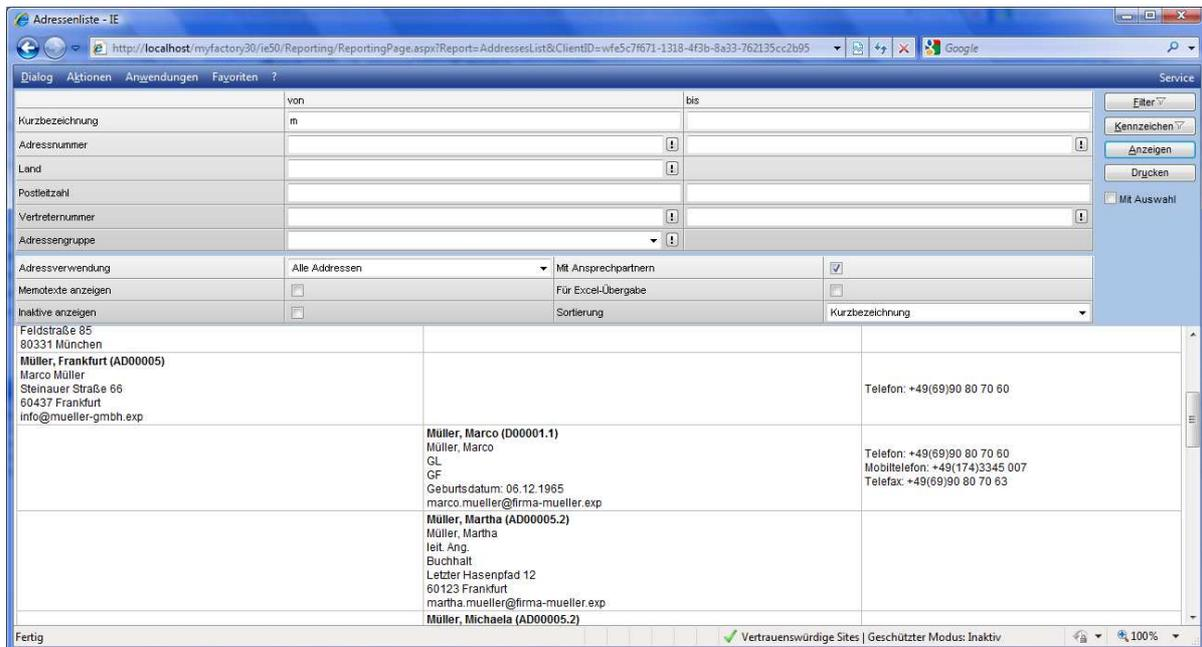 Adressenliste - IE
http://localhost/myfactory30/ie50/Reporting/ReportingPage.aspx?Report=AddressesList&ClientID=wfe5c7f671-1318-4f3b-8a33-762135cc2b95
Google
Dialog Aktionen Anwendungen Favoriten ? Service
von bis
Filter
Kurzbezeichnung m
Kennzeichen
Adressnummer ! !
Anzeigen
Land !
Drucken
Postleitzahl
Mit Auswahl
Vertreternummer ! !
Adressengruppe !
Adressverwendung Alle Addressen Mit Ansprechpartnern
Memotexte anzeigen Für Excel-Übergabe
Inaktive anzeigen Sortierung Kurzbezeichnung
Feldstraße 85
80331 München
Müller, Frankfurt (AD00005)
Marco Müller
Steinauer Straße 66
60437 Frankfurt
info@mueller-gmbh.exp
Telefon: +49(69)90 80 70 60
Müller, Marco (D00001.1)
Müller, Marco
GL
GF
Geburtsdatum: 06.12.1965
marco.mueller@firma-mueller.exp
Telefon: +49(69)90 80 70 60
Mobiltelefon: +49(174)3345 007
Telefax: +49(69)90 80 70 63
Müller, Martha (AD00005.2)
Müller, Martha
leit. Ang.
Buchhalt
Letzter Hasenpfad 12
60123 Frankfurt
martha.mueller@firma-mueller.exp
Müller, Michaela (AD00005.2)
Fertig Vertrauenswürdige Sites | Geschützter Modus: Inaktiv 100%